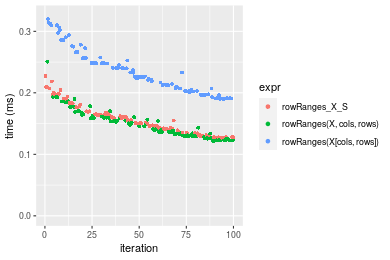 0.3
0.2
0.1
0.0
time (ms)
0
25
50
75
100
iteration
expr
rowRanges_X_S
rowRanges(X, cols, rows)
rowRanges(X[cols, rows])